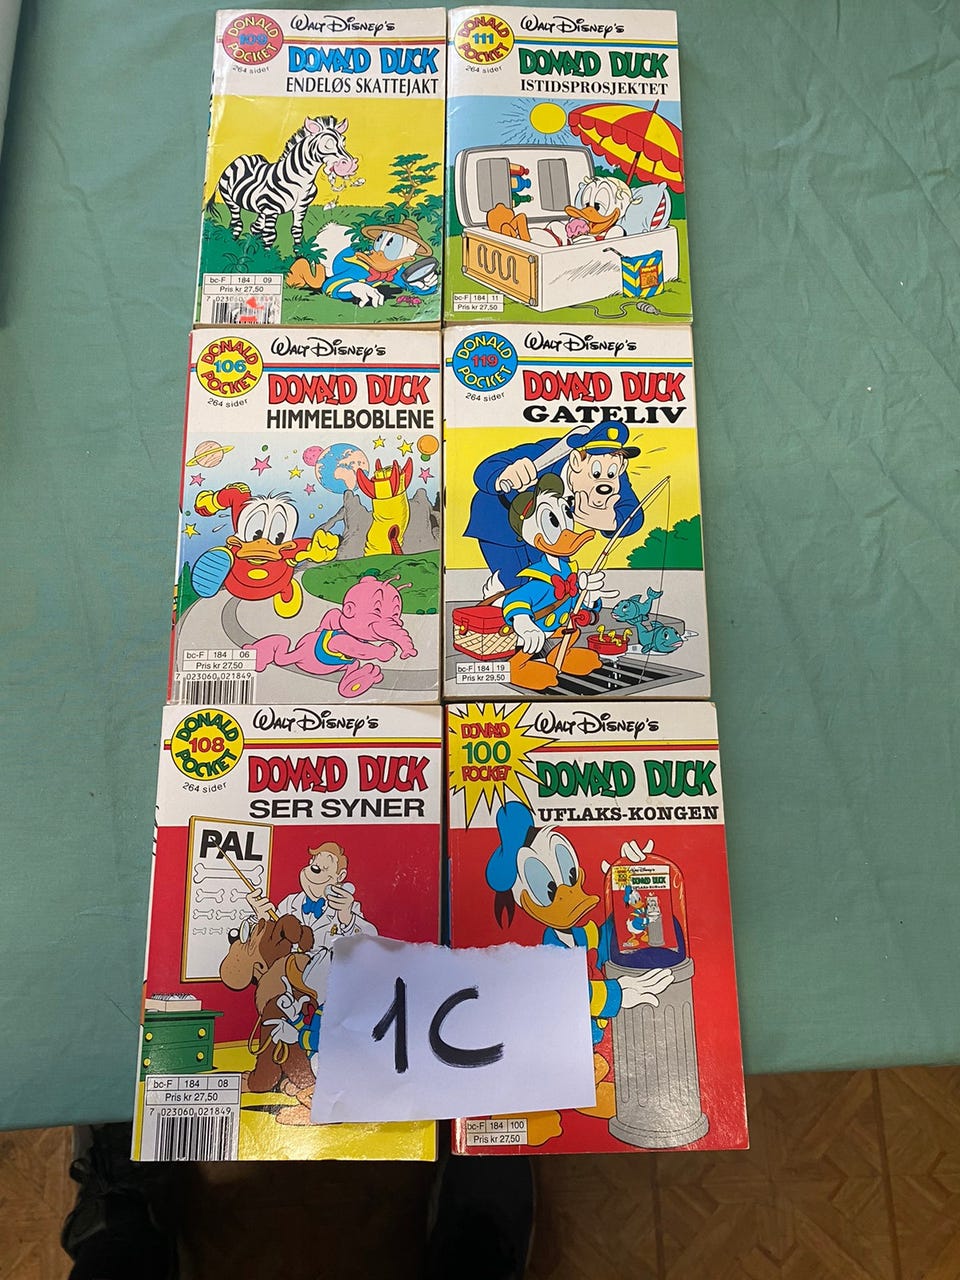 DONALD
109
POCKET
264 sider
WALT DISNEY'S
DONALD DUCK
ENDELØS SKATTEJAKT
bc-F 184 09
Pris kr 27,50
DONALD
111
POCKET
264 sider
WALT DISNEY'S
DONALD DUCK
ISTIDSPROSJEKTET
bc-F 184 11
Pris kr 27,50
DONALD
106
POCKET
264 sider
WALT DISNEY'S
DONALD DUCK
HIMMELBOBLENE
bc-F 184 06
Pris kr 27,50
7 023060 021849
DONALD
119
POCKET
264 sider
WALT DISNEY'S
DONALD DUCK
GATELIV
bc-F 184 19
Pris kr 29,50
DONALD
108
POCKET
264 sider
WALT DISNEY'S
DONALD DUCK
SER SYNER
PAL
bc-F 184 08
Pris kr 27,50
7 023060 021849
DONALD
100
POCKET
WALT DISNEY'S
DONALD DUCK
UFLAKS-KONGEN
DONALD DUCK
UFLAKS-KONGEN
bc-F 184 100
Pris kr 27,50
1C